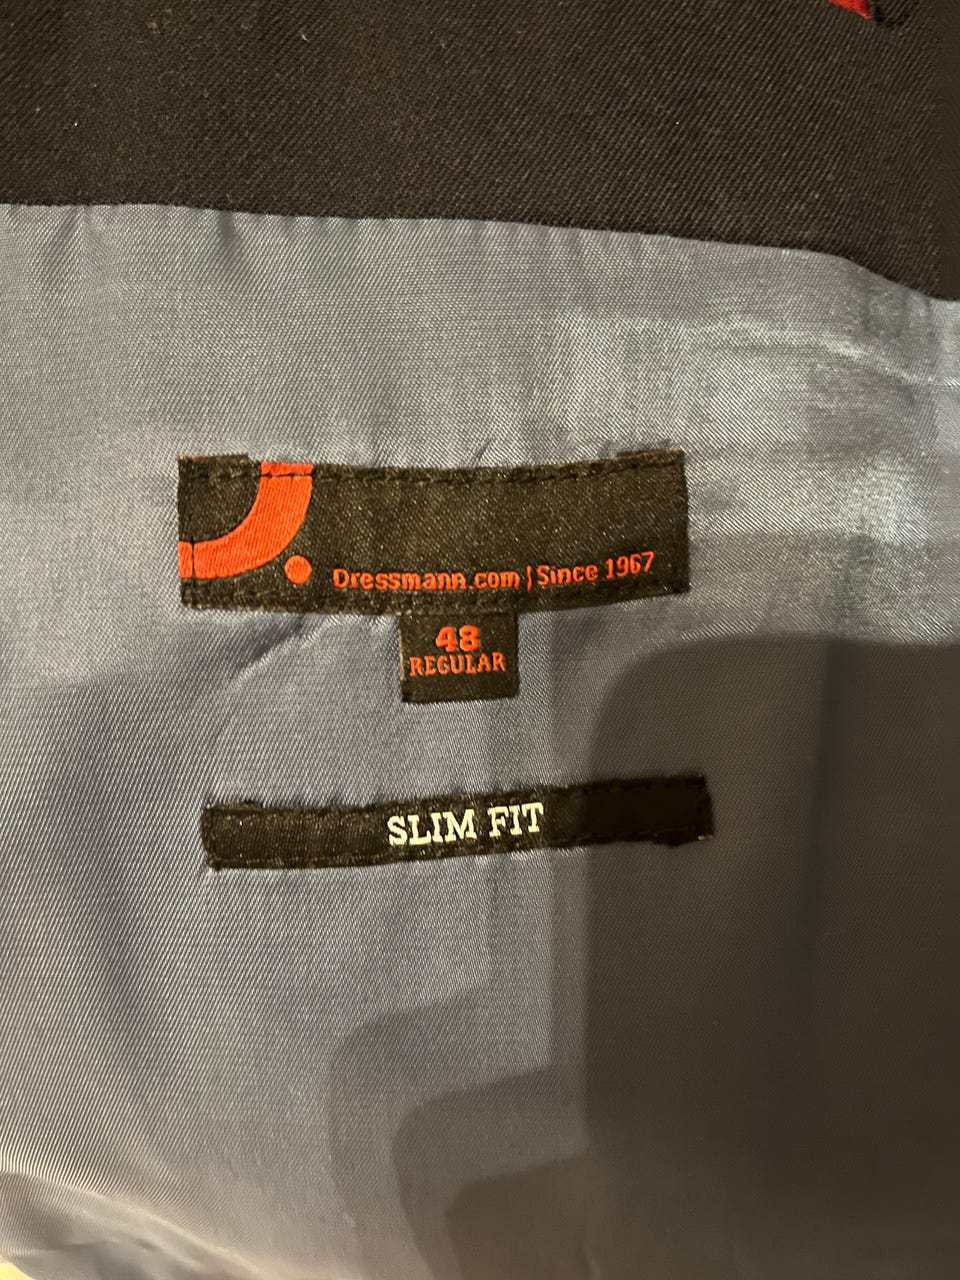 Dressmann.com | Since 1967
48
REGULAR
SLIM FIT